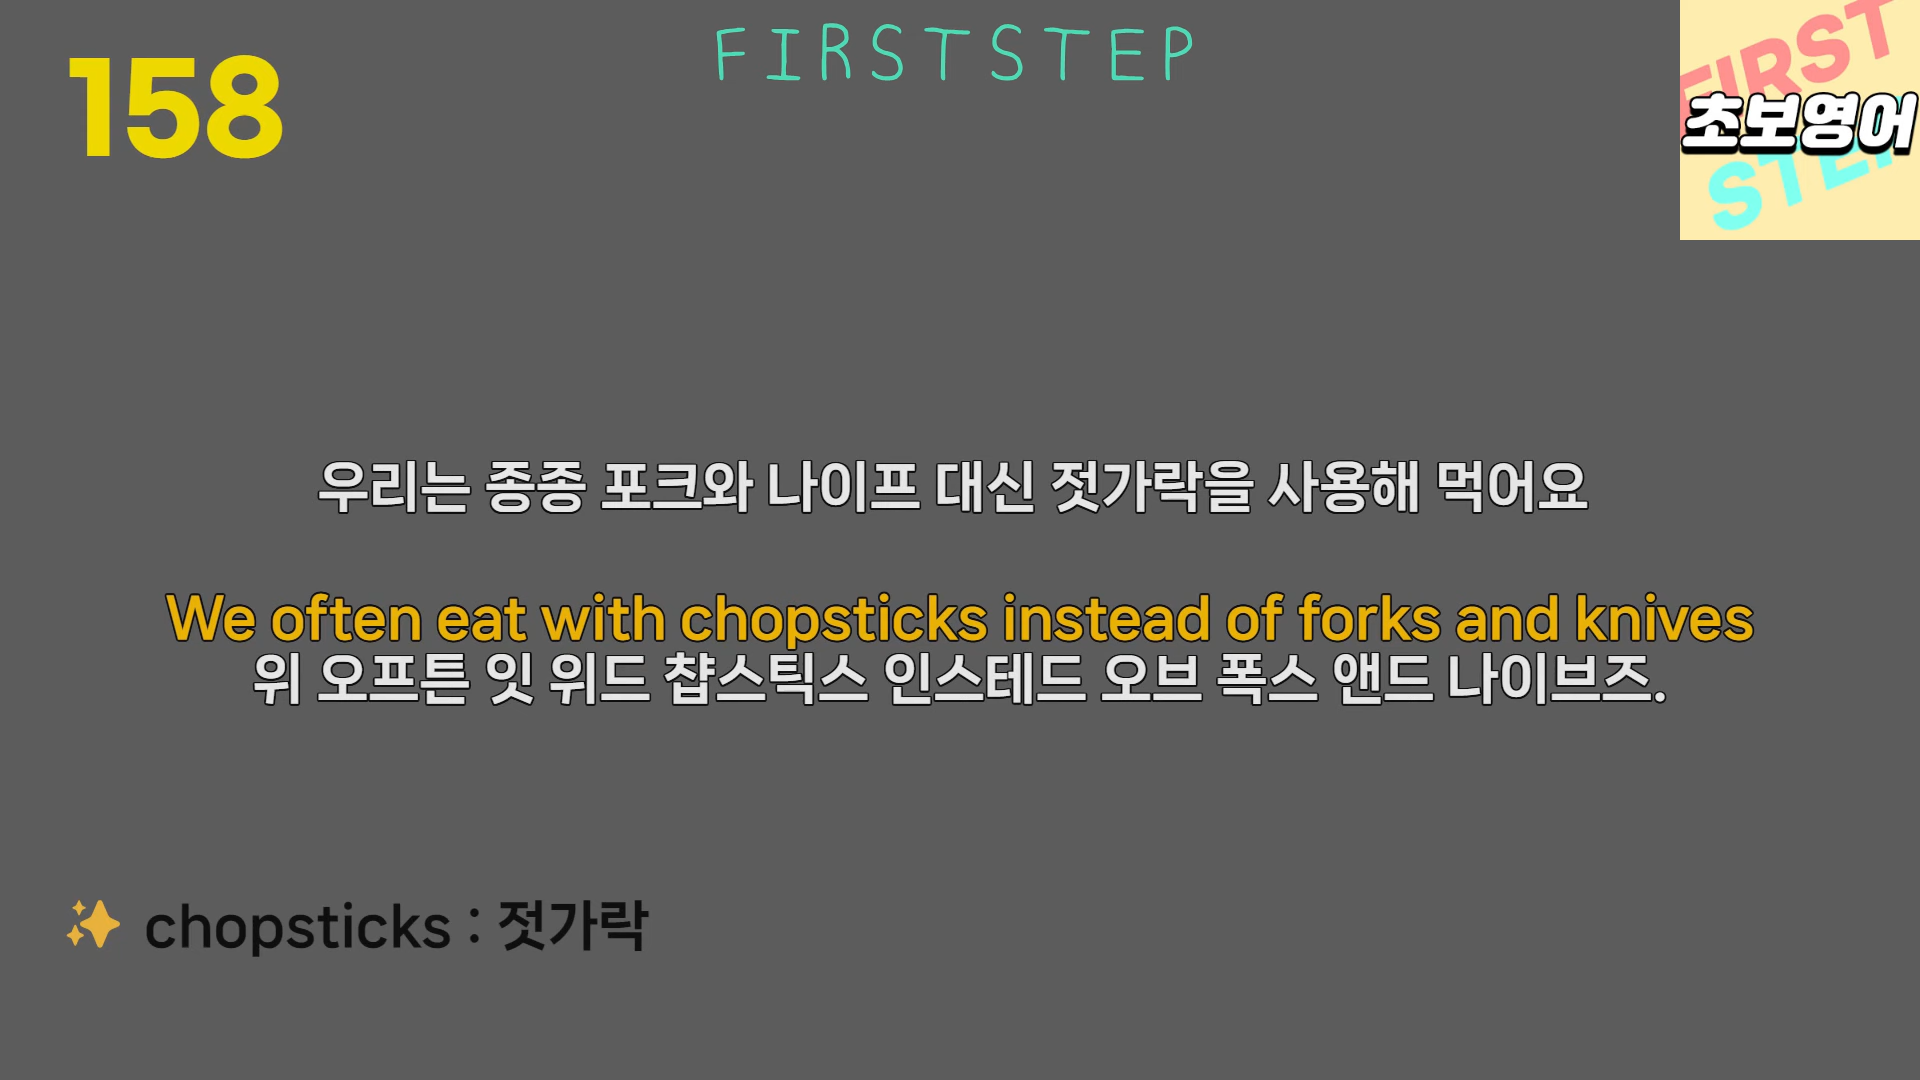 FIRSTSTEP
158
FIRST
초보영어
STEP
우리는 종종 포크와 나이프 대신 젓가락을 사용해 먹어요
We often eat with chopsticks instead of forks and knives
위 오프튼 잇 위드 챱스틱스 인스테드 오브 폭스 앤드 나이브즈.
✨ chopsticks : 젓가락